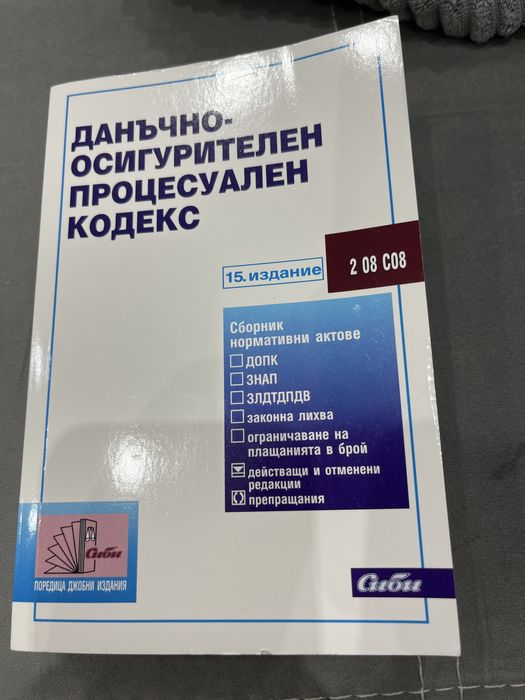 ДАНЪЧНО-
ОСИГУРИТЕЛЕН
ПРОЦЕСУАЛЕН
КОДЕКС
15. издание
2 08 C08
Сборник
нормативни актове
ДОПК
ЗНАП
ЗЛДТДПДВ
законна лихва
ограничаване на
плащанията в брой
действащи и отменени
редакции
препращания
Сиби
ПОРЕДИЦА ДЖОБНИ ИЗДАНИЯ
Сиби